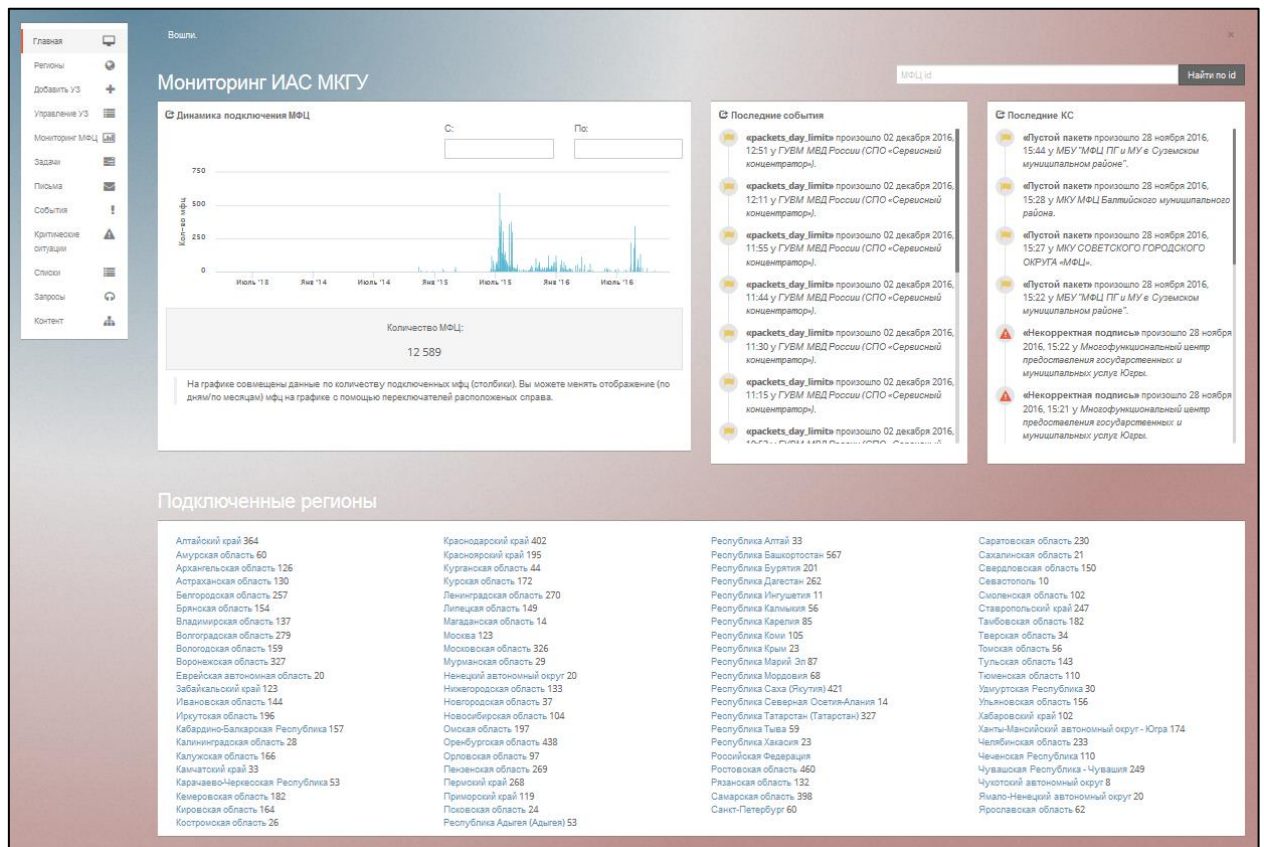 Главная
Регионы
Добавить УЗ
Управление УЗ
Мониторинг МФЦ
Задачи
Письма
События
Критические
ситуации
Списки
Запросы
Контент
Вошли.
Мониторинг ИАС МКГУ
МФЦ id
Найти по id
Динамика подключения МФЦ
С:
По:
750
500
250
0
Кол-во мфц
Июль '13
Янв '14
Июль '14
Янв '15
Июль '15
Янв '16
Июль '16
Количество МФЦ:
12 589
На графике совмещены данные по количеству подключенных мфц (столбики). Вы можете менять отображение (по
дням/по месяцам) мфц на графике с помощью переключателей расположеных справа.
Последние события
«packets_day_limit» произошло 02 декабря 2016,
12:51 у ГУВМ МВД России (СПО «Сервисный
концентратор»).
«packets_day_limit» произошло 02 декабря 2016,
12:11 у ГУВМ МВД России (СПО «Сервисный
концентратор»).
«packets_day_limit» произошло 02 декабря 2016,
11:55 у ГУВМ МВД России (СПО «Сервисный
концентратор»).
«packets_day_limit» произошло 02 декабря 2016,
11:44 у ГУВМ МВД России (СПО «Сервисный
концентратор»).
«packets_day_limit» произошло 02 декабря 2016,
11:30 у ГУВМ МВД России (СПО «Сервисный
концентратор»).
«packets_day_limit» произошло 02 декабря 2016,
11:15 у ГУВМ МВД России (СПО «Сервисный
концентратор»).
«packets_day_limit» произошло 02 декабря 2016,
Последние КС
«Пустой пакет» произошло 28 ноября 2016,
15:44 у МБУ "МФЦ ПГ и МУ в Суземском
муниципальном районе".
«Пустой пакет» произошло 28 ноября 2016,
15:28 у МКУ МФЦ Балтийского муниципального
района.
«Пустой пакет» произошло 28 ноября 2016,
15:27 у МКУ СОВЕТСКОГО ГОРОДСКОГО
ОКРУГА «МФЦ».
«Пустой пакет» произошло 28 ноября 2016,
15:22 у МБУ "МФЦ ПГ и МУ в Суземском
муниципальном районе".
«Некорректная подпись» произошло 28 ноября
2016, 15:22 у Многофункциональный центр
предоставления государственных и
муниципальных услуг Югры.
«Некорректная подпись» произошло 28 ноября
2016, 15:21 у Многофункциональный центр
предоставления государственных и
муниципальных услуг Югры.
Подключенные регионы
Алтайский край 364
Амурская область 60
Архангельская область 126
Астраханская область 130
Белгородская область 257
Брянская область 154
Владимирская область 137
Волгоградская область 279
Вологодская область 159
Воронежская область 327
Еврейская автономная область 20
Забайкальский край 123
Ивановская область 144
Иркутская область 196
Кабардино-Балкарская Республика 157
Калининградская область 28
Калужская область 166
Камчатский край 33
Карачаево-Черкесская Республика 53
Кемеровская область 182
Кировская область 164
Костромская область 26
Краснодарский край 402
Красноярский край 195
Курганская область 44
Курская область 172
Ленинградская область 270
Липецкая область 149
Магаданская область 14
Москва 123
Московская область 326
Мурманская область 29
Ненецкий автономный округ 20
Нижегородская область 133
Новгородская область 37
Новосибирская область 104
Омская область 197
Оренбургская область 438
Орловская область 97
Пензенская область 269
Пермский край 268
Приморский край 119
Псковская область 24
Республика Адыгея (Адыгея) 53
Республика Алтай 33
Республика Башкортостан 567
Республика Бурятия 201
Республика Дагестан 262
Республика Ингушетия 11
Республика Калмыкия 56
Республика Карелия 85
Республика Коми 105
Республика Крым 23
Республика Марий Эл 87
Республика Мордовия 68
Республика Саха (Якутия) 421
Республика Северная Осетия-Алания 14
Республика Татарстан (Татарстан) 327
Республика Тыва 59
Республика Хакасия 23
Российская Федерация
Ростовская область 460
Рязанская область 132
Самарская область 398
Санкт-Петербург 60
Саратовская область 230
Сахалинская область 21
Свердловская область 150
Севастополь 10
Смоленская область 102
Ставропольский край 247
Тамбовская область 182
Тверская область 34
Томская область 56
Тульская область 143
Тюменская область 110
Удмуртская Республика 30
Ульяновская область 156
Хабаровский край 102
Ханты-Мансийский автономный округ - Югра 174
Челябинская область 233
Чеченская Республика 110
Чувашская Республика - Чувашия 249
Чукотский автономный округ 8
Ямало-Ненецкий автономный округ 20
Ярославская область 62